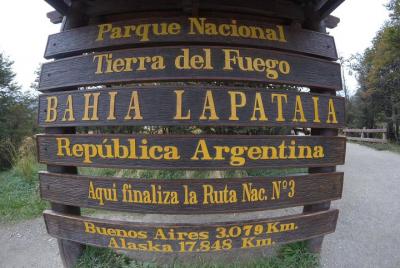 Parque Nacional
Tierra del Fuego
BAHIA LAPATAIA
República Argentina
Aqui finaliza la Ruta Nac. Nº3
Buenos Aires 3.079 Km.
Alaska 17.848 Km.